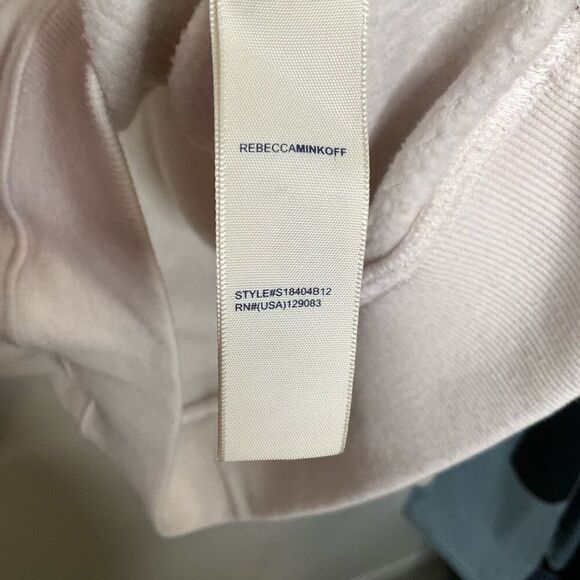 REBECCAMINKOFF
STYLE#S18404B12
RN#(USA)129083